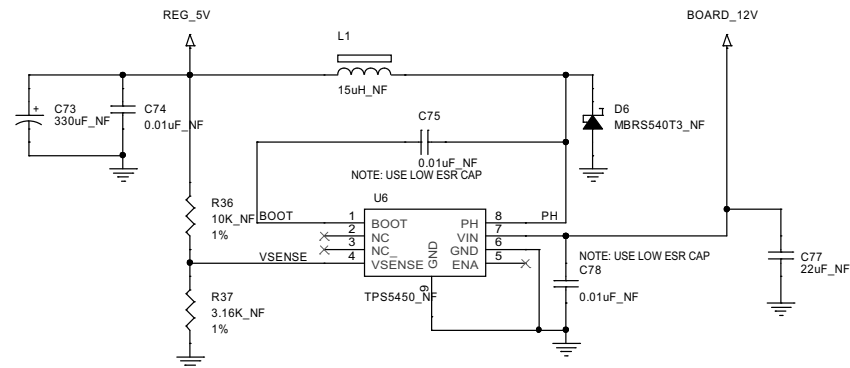 REG_5V
BOARD_12V
L1
15uH_NF
C73
330uF_NF
+
C74
0.01uF_NF
C75
0.01uF_NF
NOTE: USE LOW ESR CAP
D6
MBRS540T3_NF
U6
R36
10K_NF
1%
BOOT
1
BOOT
2
NC
3
NC_
VSENSE
4
VSENSE
GND
9
PH
8
PH
VIN
7
GND
6
ENA
5
TPS5450_NF
NOTE: USE LOW ESR CAP
C78
0.01uF_NF
C77
22uF_NF
R37
3.16K_NF
1%